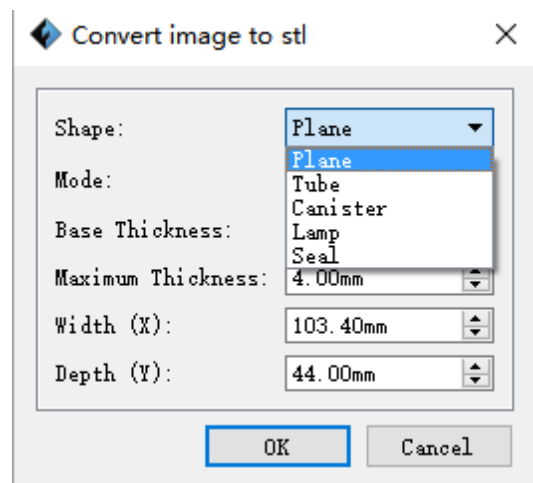 Convert image to stl
Shape: Plane
Plane
Mode: Tube
Canister
Base Thickness: Lamp
Seal
Maximum Thickness: 4.00mm
Width (X): 103.40mm
Depth (Y): 44.00mm
OK Cancel